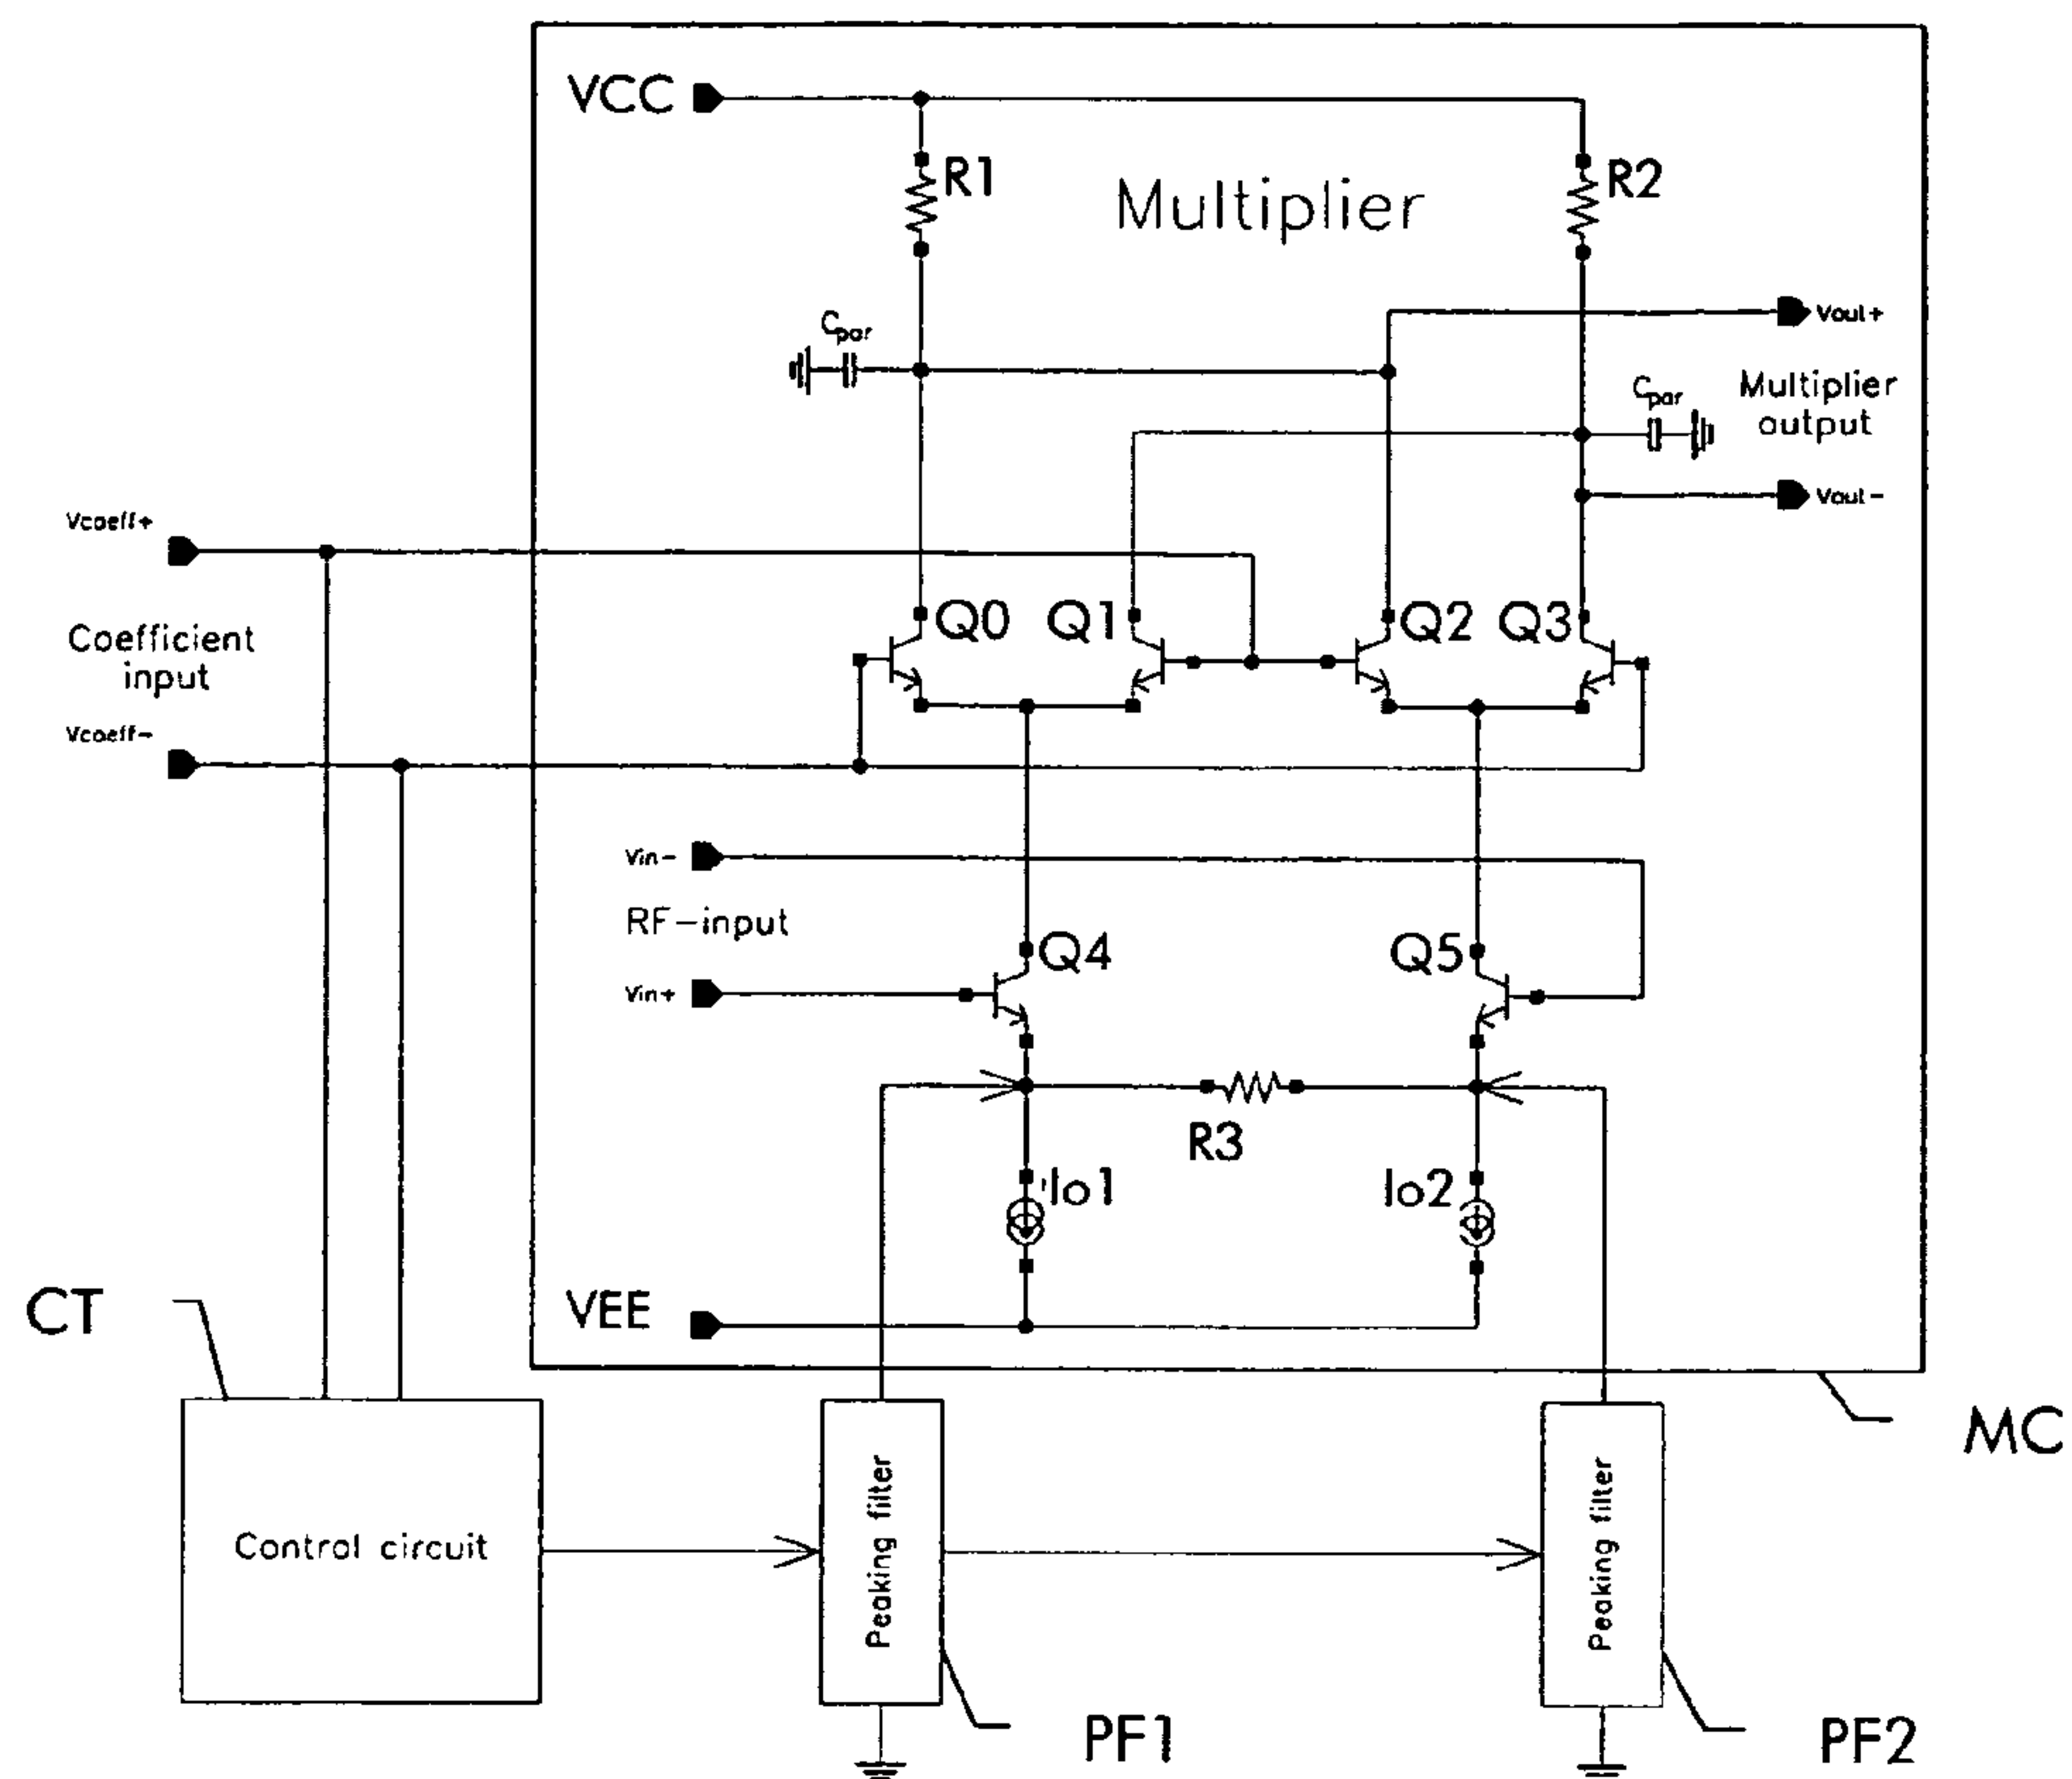 VCC
R1
Multiplier
R2
Cpar
Vout+
Cpar
Multiplier
output
Vout-
Vcoeff+
Coefficient
input
Vcoeff-
Q0
Q1
Q2
Q3
Vin-
RF-input
Vin+
Q4
Q5
R3
Io1
Io2
VEE
CT
MC
Control circuit
Peaking filter
Peaking filter
PF1
PF2